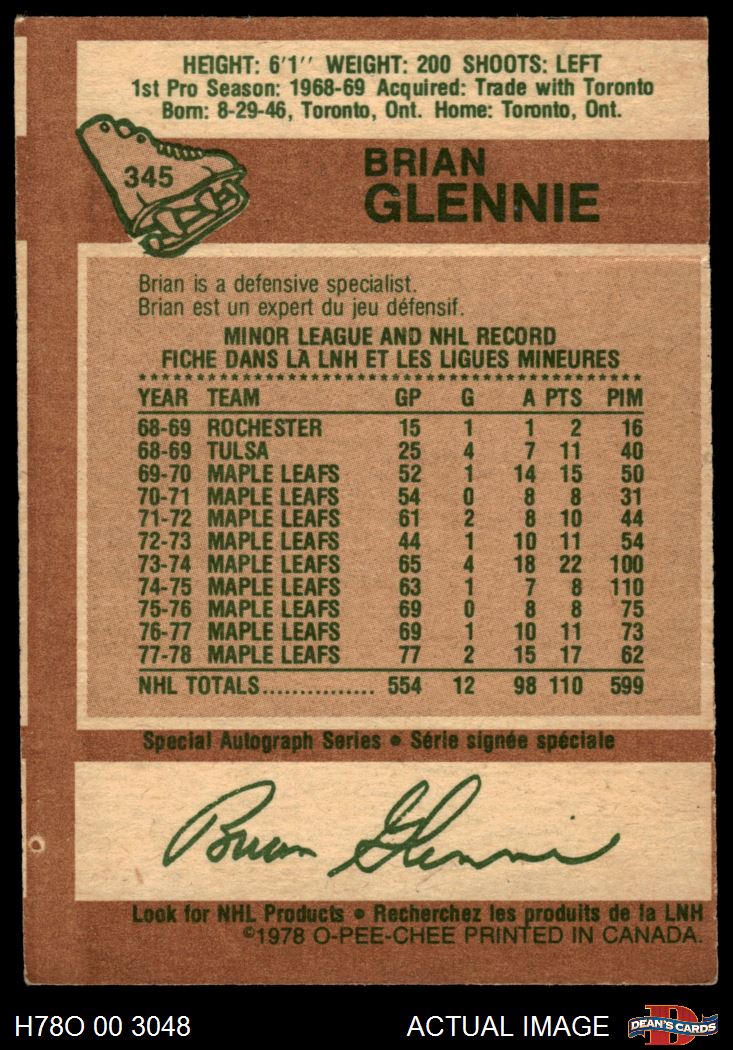 HEIGHT: 6'1'' WEIGHT: 200 SHOOTS: LEFT
1st Pro Season: 1968-69 Acquired: Trade with Toronto
Born: 8-29-46, Toronto, Ont. Home: Toronto, Ont.
345
BRIAN
GLENNIE
Brian is a defensive specialist.
Brian est un expert du jeu défensif.
MINOR LEAGUE AND NHL RECORD
FICHE DANS LA LNH ET LES LIGUES MINEURES
YEAR TEAM GP G A PTS PIM
68-69 ROCHESTER 15 1 1 2 16
68-69 TULSA 25 4 7 11 40
69-70 MAPLE LEAFS 52 1 14 15 50
70-71 MAPLE LEAFS 54 0 8 8 31
71-72 MAPLE LEAFS 61 2 8 10 44
72-73 MAPLE LEAFS 44 1 10 11 54
73-74 MAPLE LEAFS 65 4 18 22 100
74-75 MAPLE LEAFS 63 1 7 8 110
75-76 MAPLE LEAFS 69 0 8 8 75
76-77 MAPLE LEAFS 69 1 10 11 73
77-78 MAPLE LEAFS 77 2 15 17 62
NHL TOTALS............... 554 12 98 110 599
Special Autograph Series • Série signée spéciale
Brian Glennie
Look for NHL Products • Recherchez les produits de la LNH
©1978 O-PEE-CHEE PRINTED IN CANADA.
H78O 00 3048
ACTUAL IMAGE
D
DEAN'S CARDS